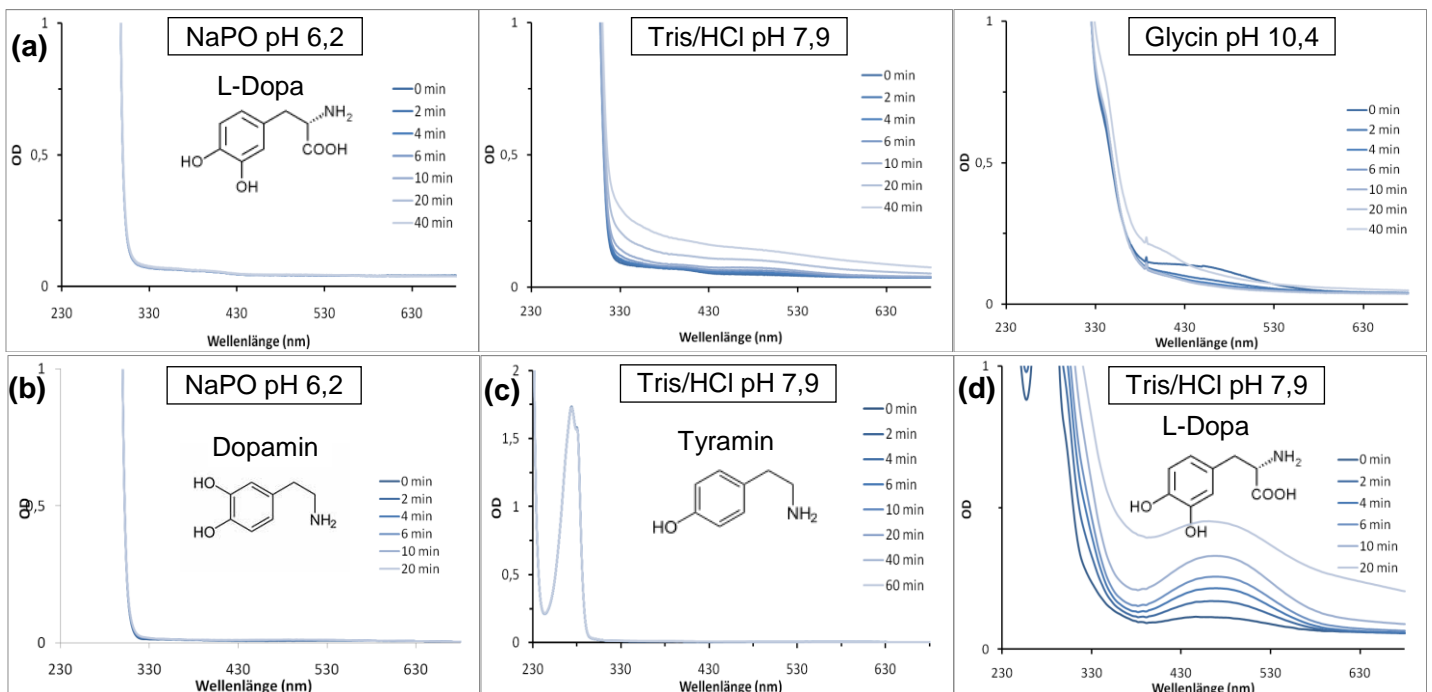 (a)
NaPO pH 6,2
L-Dopa
NH2
COOH
HO
OH
0 min
2 min
4 min
6 min
10 min
20 min
40 min
1
0,5
0
OD
230
330
430
530
630
Wellenlänge (nm)
Tris/HCl pH 7,9
0 min
2 min
4 min
6 min
10 min
20 min
40 min
1
0,5
0
OD
230
330
430
530
630
Wellenlänge (nm)
Glycin pH 10,4
0 min
2 min
4 min
6 min
10 min
20 min
40 min
1
0,5
0
OD
230
330
430
530
630
Wellenlänge (nm)
(b)
NaPO pH 6,2
Dopamin
HO
HO
NH2
0 min
2 min
4 min
6 min
10 min
20 min
1
0,5
0
OD
230
330
430
530
630
Wellenlänge (nm)
(c)
Tris/HCl pH 7,9
Tyramin
HO
NH2
0 min
2 min
4 min
6 min
10 min
20 min
40 min
60 min
2
1,5
1
0,5
0
OD
230
330
430
530
630
Wellenlänge (nm)
(d)
Tris/HCl pH 7,9
L-Dopa
NH2
COOH
HO
OH
0 min
2 min
4 min
6 min
10 min
20 min
1
0,5
0
OD
230
330
430
530
630
Wellenlänge (nm)